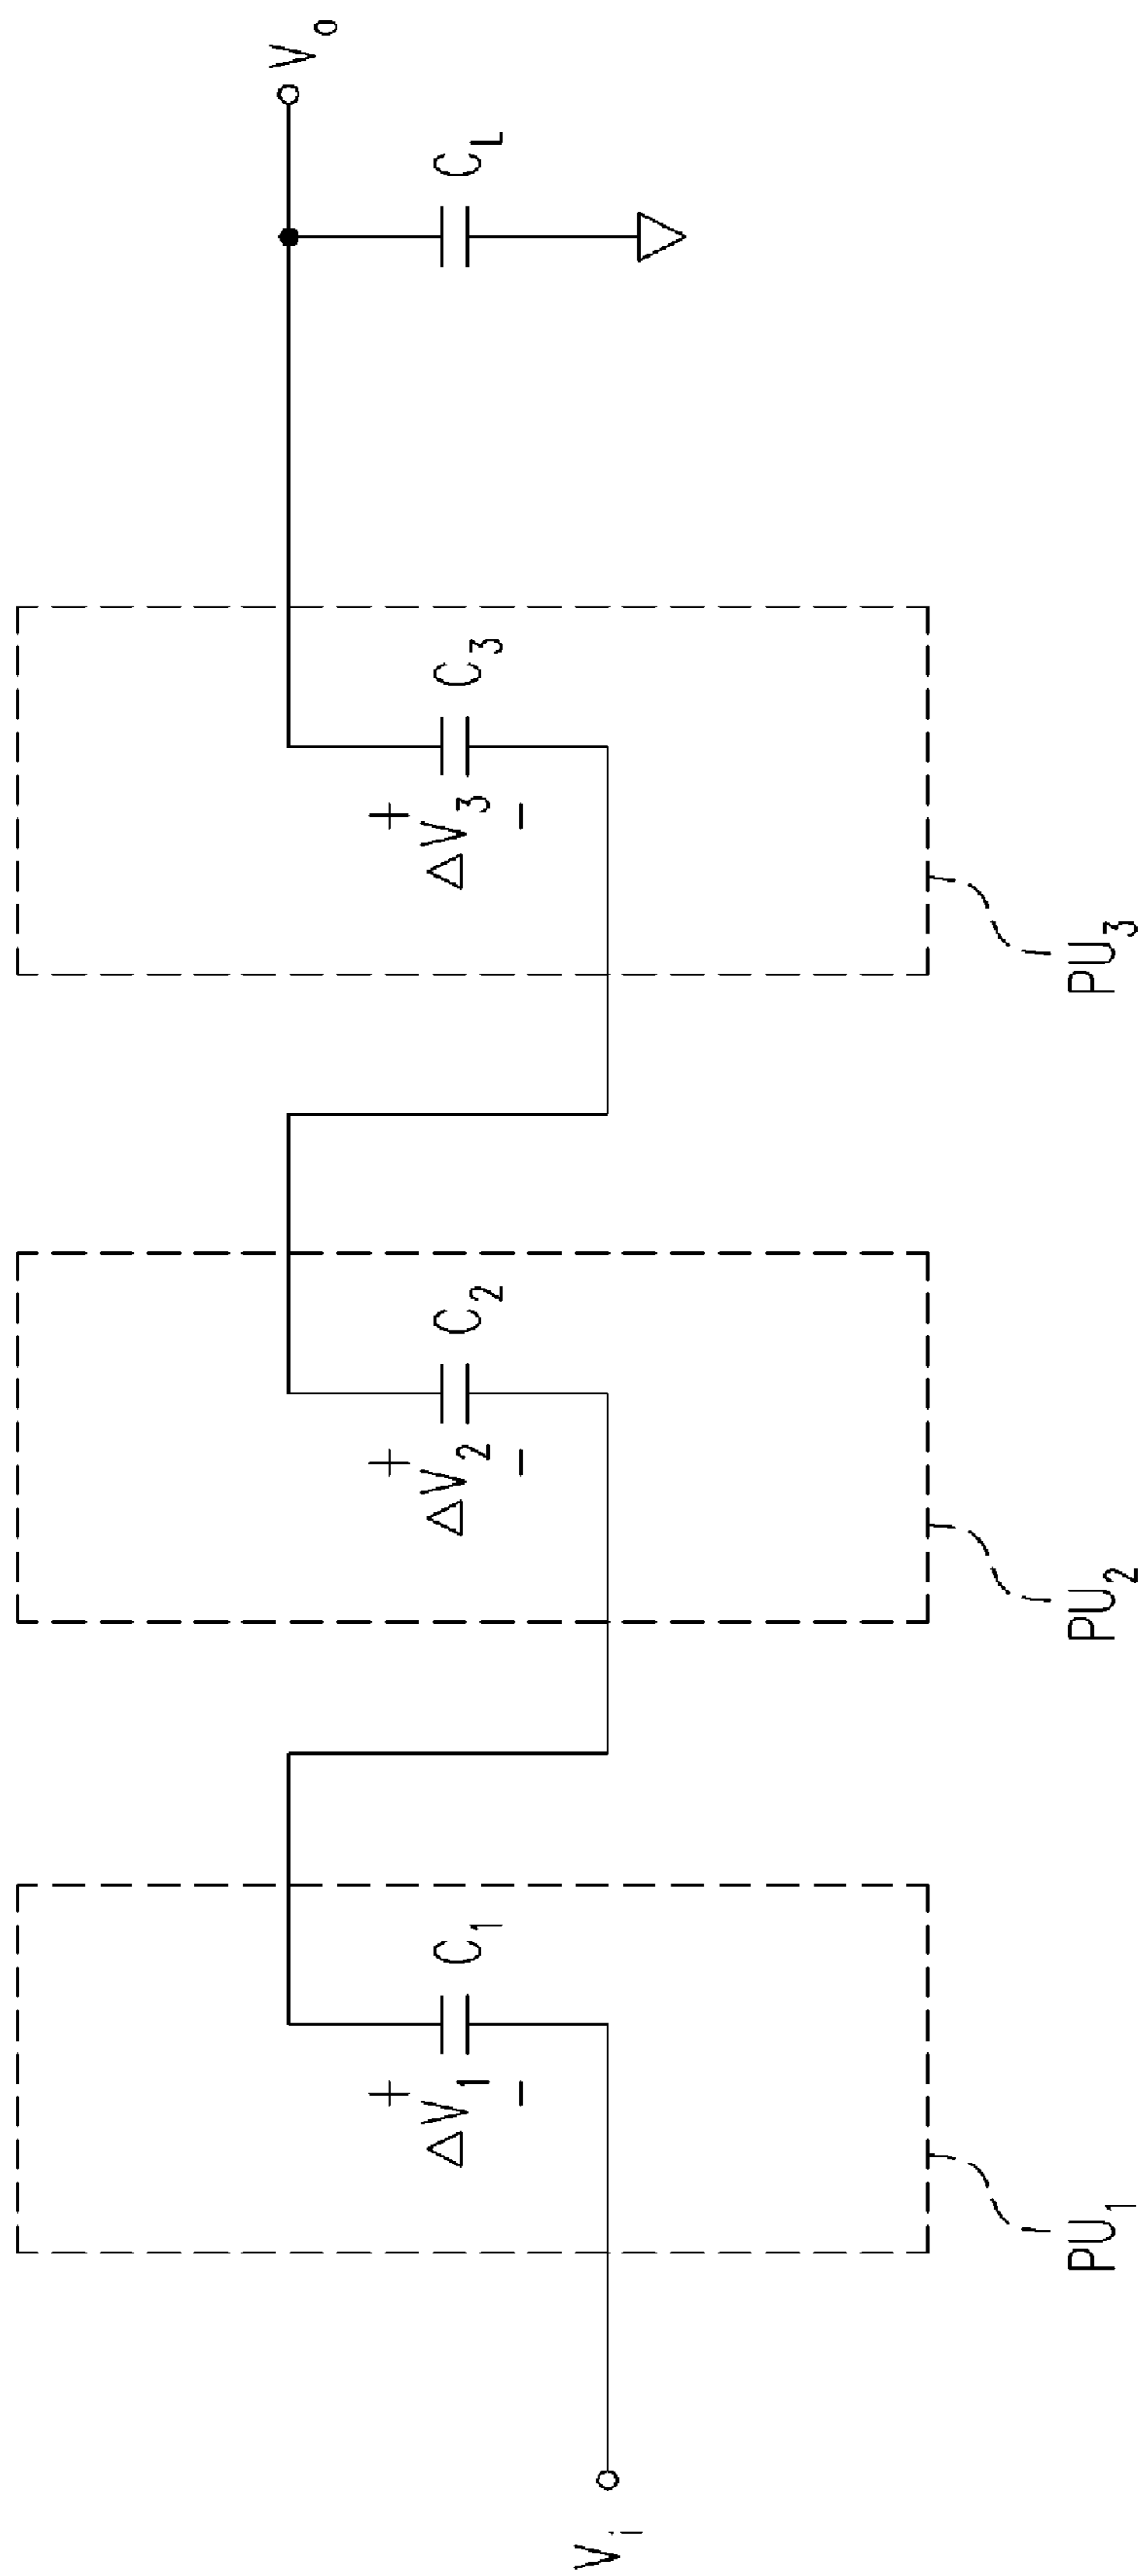 Vi
ΔV1
+
-
C1
PU1
ΔV2
+
-
C2
PU2
ΔV3
+
-
C3
PU3
CL
Vo